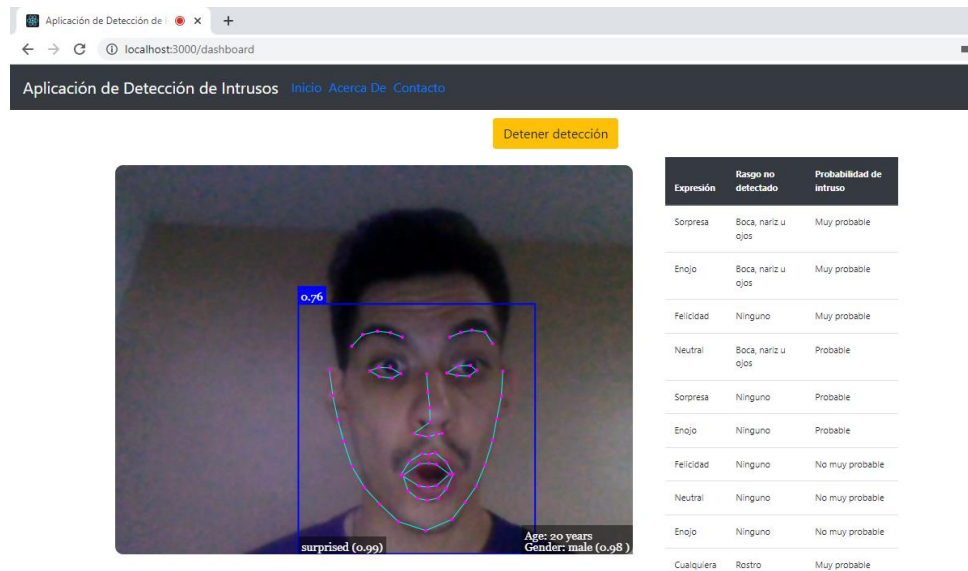 Aplicación de Detección de
localhost:3000/dashboard
Aplicación de Detección de Intrusos Inicio Acerca De Contacto
Detener detección
0.76
surprised (0.99)
Age: 20 years
Gender: male (0.98 )
Expresión Rasgo no detectado Probabilidad de intruso
Sorpresa Boca, nariz u ojos Muy probable
Enojo Boca, nariz u ojos Muy probable
Felicidad Ninguno Muy probable
Neutral Boca, nariz u ojos Probable
Sorpresa Ninguno Probable
Enojo Ninguno Probable
Felicidad Ninguno No muy probable
Neutral Ninguno No muy probable
Enojo Ninguno No muy probable
Cualquiera Rostro Muy probable